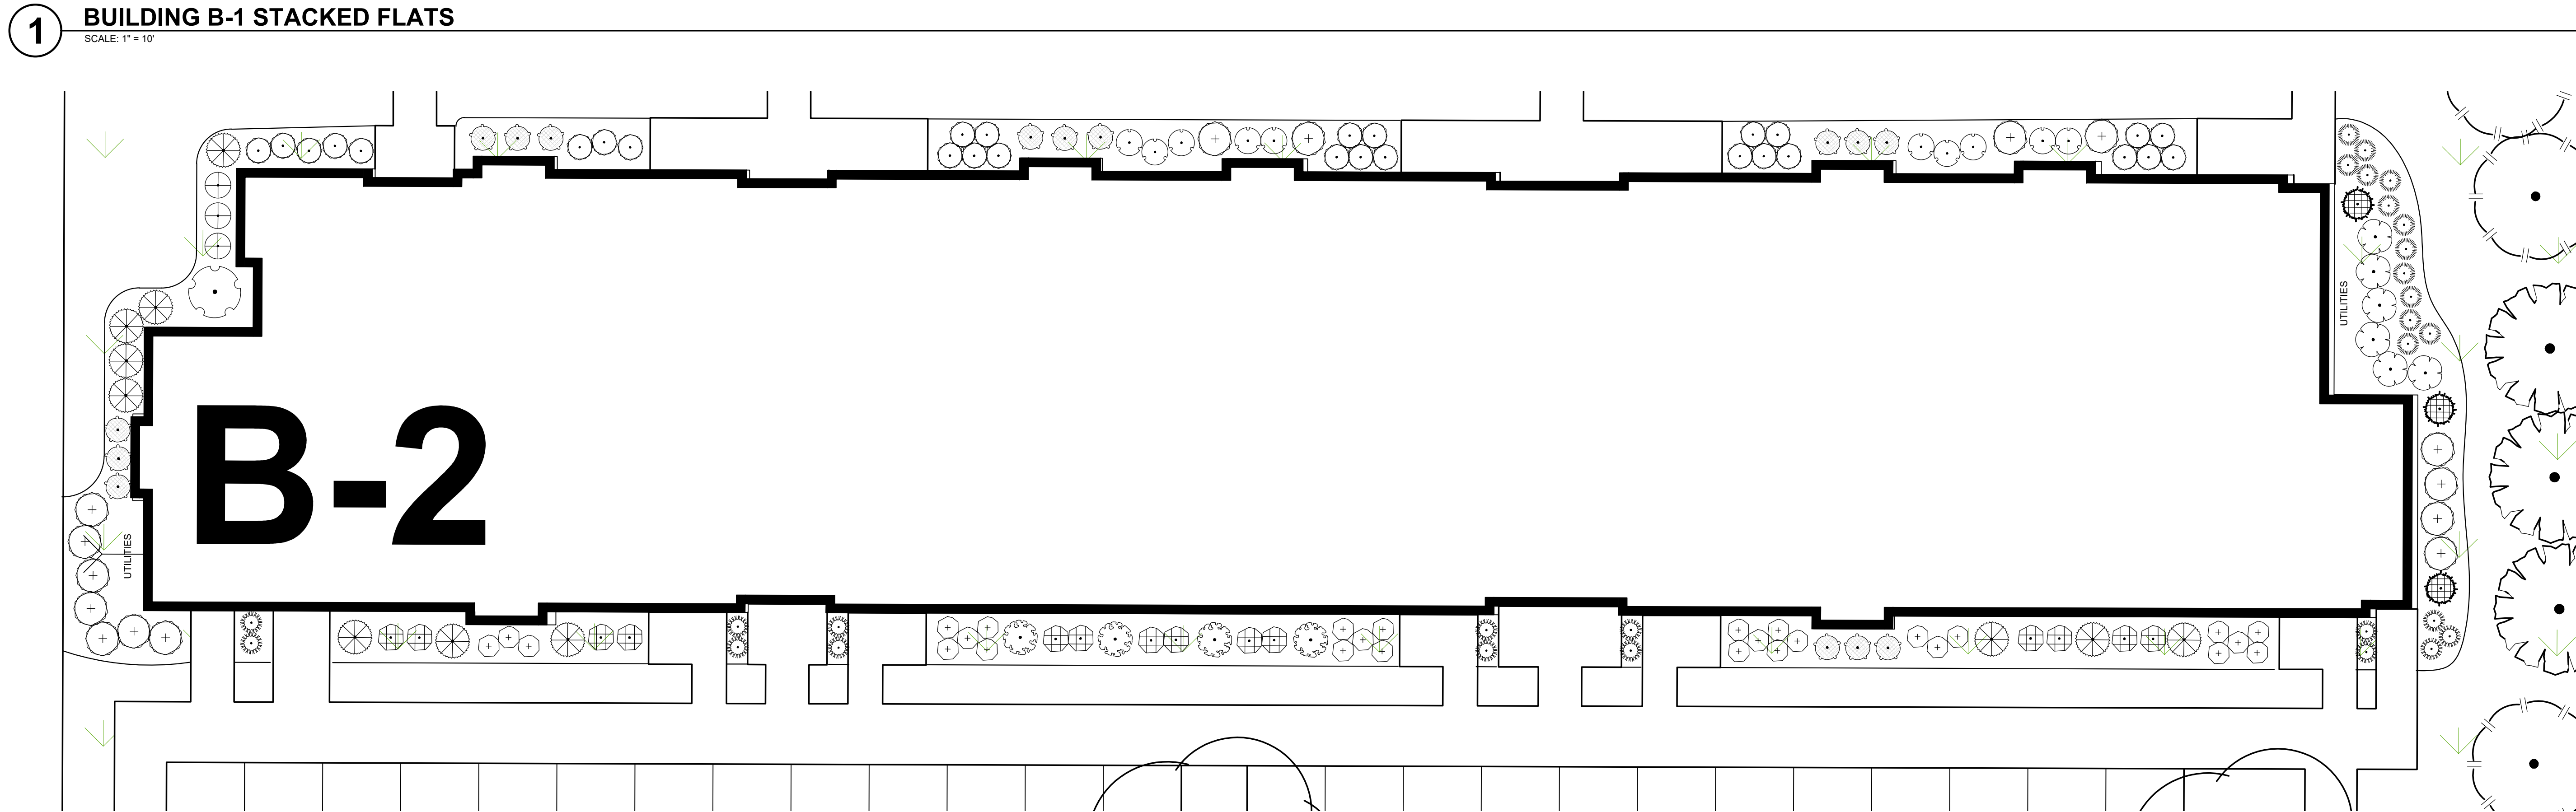 1
BUILDING B-1 STACKED FLATS
SCALE: 1" = 10'
UTILITIES
B-2
UTILITIES